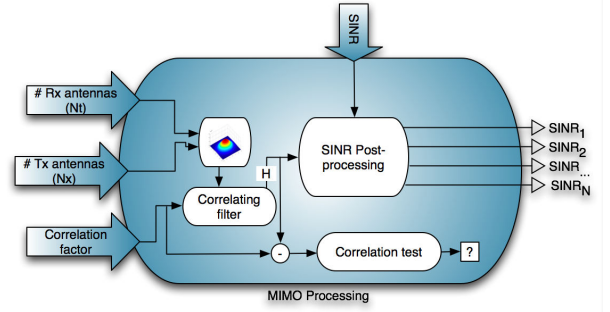 SINR
# Rx antennas
(Nt)
# Tx antennas
(Nx)
Correlation
factor
Correlating
filter
H
SINR Post-
processing
SINR1
SINR2
SINR...
SINRN
-
Correlation test
?
MIMO Processing